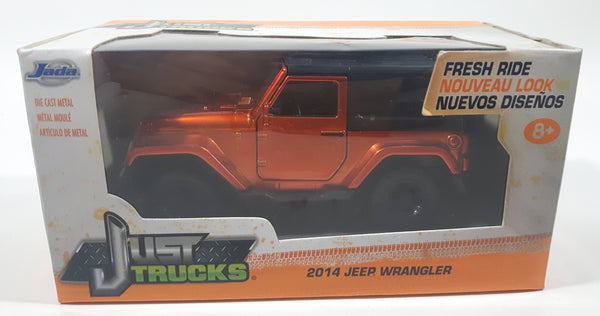 Jada
TOYS
DIE CAST METAL
MÉTAL MOULÉ
ARTÍCULO DE METAL
FRESH RIDE
NOUVEAU LOOK
NUEVOS DISEÑOS
8+
JUST
TRUCKS
2014 JEEP WRANGLER